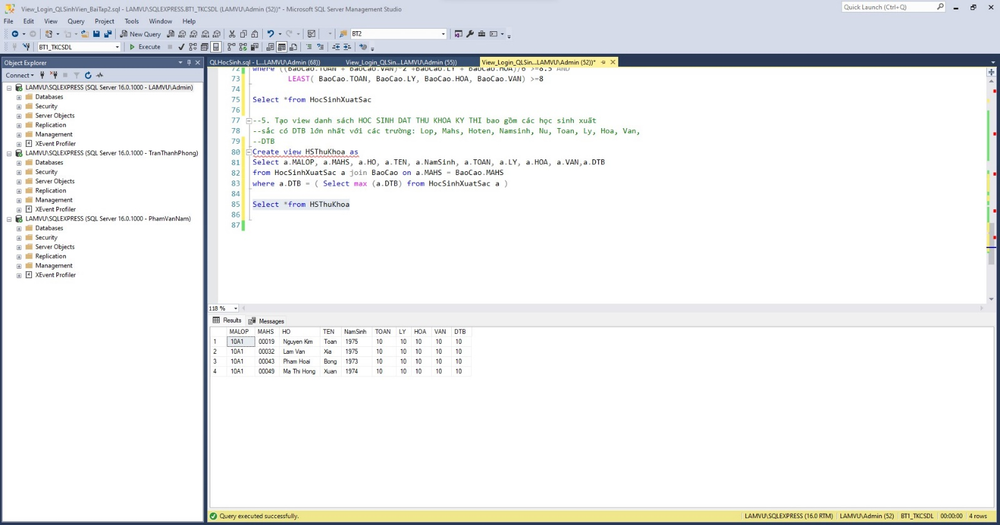 View_Login_QLSinhVien_BaiTap2.sql - LAMVU\SQLEXPRESS.BT1_TKCSDL (LAMVU\Admin (52))* - Microsoft SQL Server Management Studio
Quick Launch (Ctrl+Q)
File Edit View Query Project Tools Window Help
New Query BT2
BT1_TKCSDL Execute
Object Explorer
Connect
LAMVU\SQLEXPRESS (SQL Server 16.0.1000 - LAMVU\Admin)
Databases
Security
Server Objects
Replication
Management
XEvent Profiler
LAMVU\SQLEXPRESS (SQL Server 16.0.1000 - TranThanhPhong)
Databases
Security
Server Objects
Replication
Management
XEvent Profiler
LAMVU\SQLEXPRESS (SQL Server 16.0.1000 - PhamVanNam)
Databases
Security
Server Objects
Replication
Management
XEvent Profiler
QLHocSinh.sql - L...LAMVU\Admin (68)) View_Login_QLSin...LAMVU\Admin (55)) View_Login_QLSin...LAMVU\Admin (52))*
72 where ((BaoCao.TOAN + BaoCao.VAN)*2 +BaoCao.LY + BaoCao.HOA))/6 >=8.5 AND
73 LEAST( BaoCao.TOAN, BaoCao.LY, BaoCao.HOA, BaoCao.VAN) >=8
74
75 Select *from HocSinhXuatSac
76
77 --5. Tạo view danh sách HOC SINH DAT THU KHOA KY THI bao gồm các học sinh xuất
78 --sắc có DTB lớn nhất với các trường: Lop, Mahs, Hoten, Namsinh, Nu, Toan, Ly, Hoa, Van,
79 --DTB
80 Create view HSThuKhoa as
81 Select a.MALOP, a.MAHS, a.HO, a.TEN, a.NamSinh, a.TOAN, a.LY, a.HOA, a.VAN,a.DTB
82 from HocSinhXuatSac a join BaoCao on a.MAHS = BaoCao.MAHS
83 where a.DTB = ( Select max (a.DTB) from HocSinhXuatSac a )
84
85 Select *from HSThuKhoa
86
87
118 %
Results Messages
MALOP MAHS HO TEN NamSinh TOAN LY HOA VAN DTB
1 10A1 00019 Nguyen Kim Toan 1975 10 10 10 10 10
2 10A1 00032 Lam Van Xia 1975 10 10 10 10 10
3 10A1 00043 Pham Hoai Bong 1973 10 10 10 10 10
4 10A1 00049 Ma Thi Hong Xuan 1974 10 10 10 10 10
Query executed successfully. LAMVU\SQLEXPRESS (16.0 RTM) LAMVU\Admin (52) BT1_TKCSDL 00:00:00 4 rows